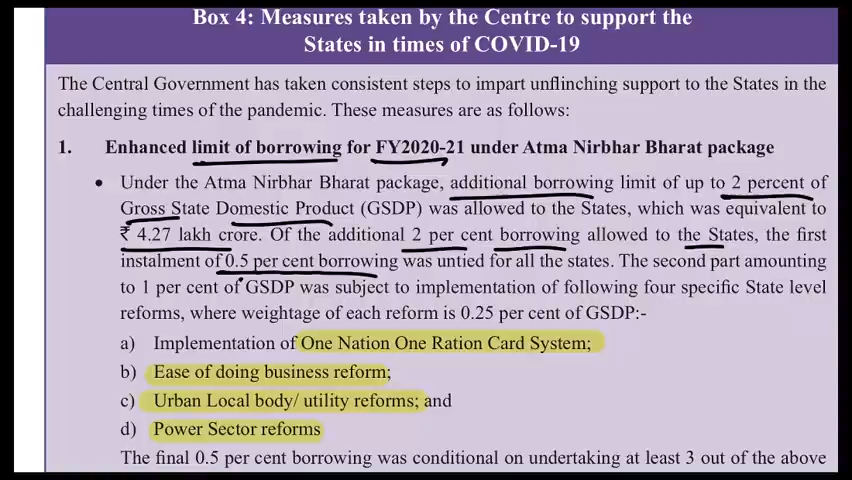 Box 4: Measures taken by the Centre to support the
States in times of COVID-19
The Central Government has taken consistent steps to impart unflinching support to the States in the
challenging times of the pandemic. These measures are as follows:
1. Enhanced limit of borrowing for FY2020-21 under Atma Nirbhar Bharat package
• Under the Atma Nirbhar Bharat package, additional borrowing limit of up to 2 percent of
Gross State Domestic Product (GSDP) was allowed to the States, which was equivalent to
₹ 4.27 lakh crore. Of the additional 2 per cent borrowing allowed to the States, the first
instalment of 0.5 per cent borrowing was untied for all the states. The second part amounting
to 1 per cent of GSDP was subject to implementation of following four specific State level
reforms, where weightage of each reform is 0.25 per cent of GSDP:-
a) Implementation of One Nation One Ration Card System;
b) Ease of doing business reform;
c) Urban Local body/ utility reforms; and
d) Power Sector reforms
The final 0.5 per cent borrowing was conditional on undertaking at least 3 out of the above